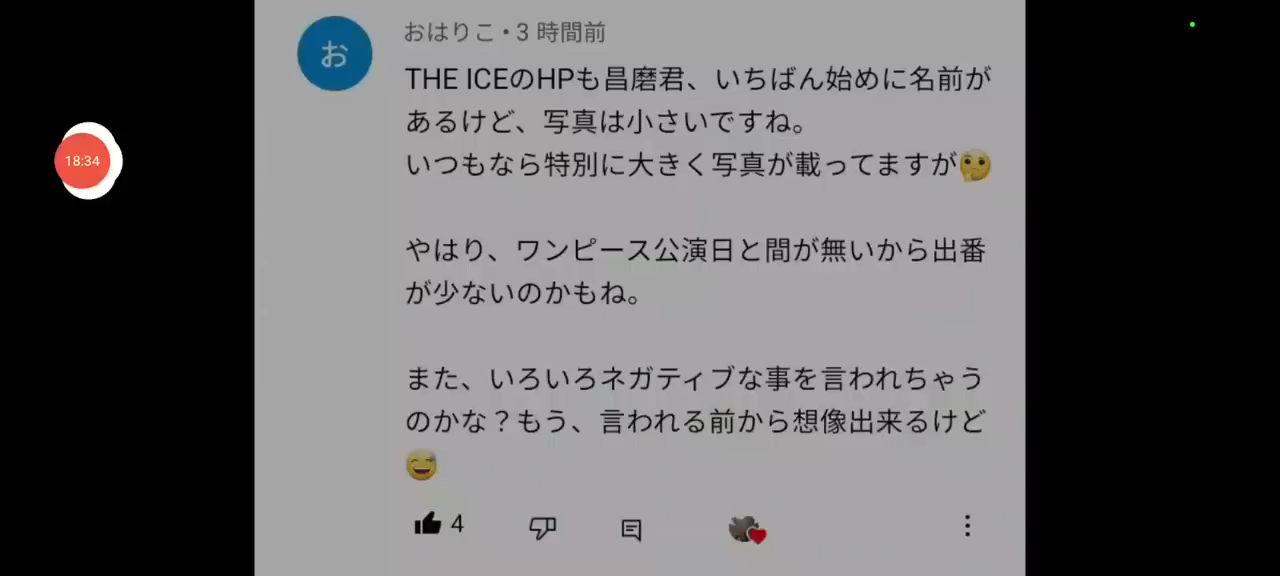 お
おはりこ・3 時間前
THE ICEのHPも昌磨君、いちばん始めに名前が
あるけど、写真は小さいですね。
18:34
いつもなら特別に大きく写真が載ってますが🤔
やはり、ワンピース公演日と間が無いから出番
が少ないのかもね。
また、いろいろネガティブな事を言われちゃう
のかな？もう、言われる前から想像出来るけど
😅
4